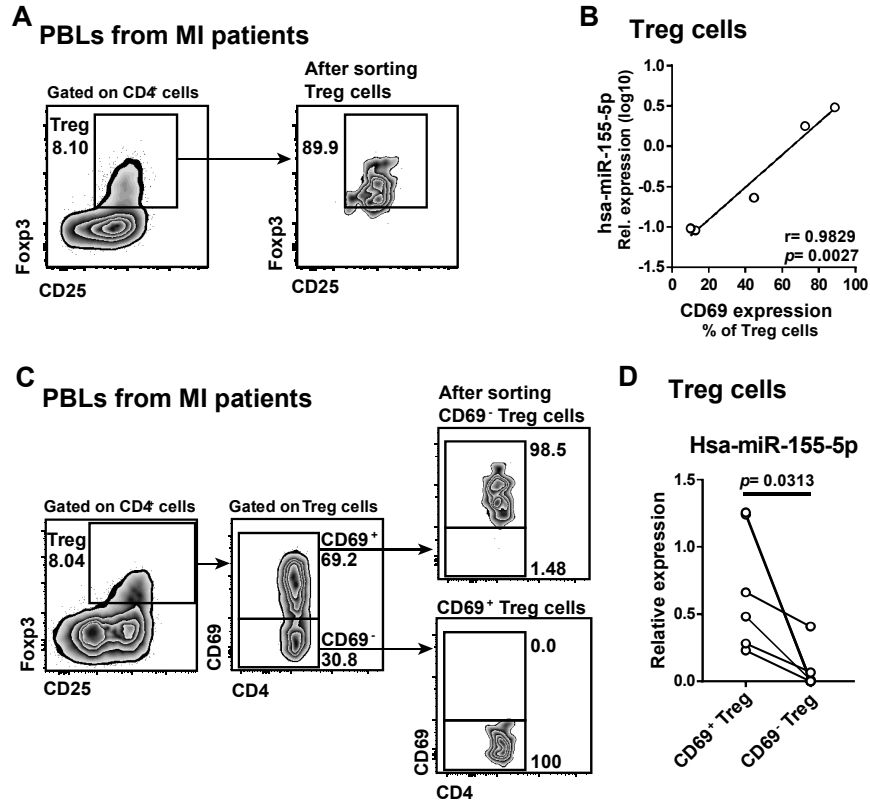 A
PBLs from MI patients
Gated on CD4+ cells
After sorting
Treg cells
Treg
8.10
89.9
Foxp3
CD25
Foxp3
CD25
B
Treg cells
hsa-miR-155-5p
Rel. expression (log10)
1.0
0.5
0.0
-0.5
-1.0
-1.5
r= 0.9829
p= 0.0027
0 20 40 60 80 100
CD69 expression
% of Treg cells
C
PBLs from MI patients
Gated on CD4+ cells
Treg
8.04
Foxp3
CD25
Gated on Treg cells
CD69+
69.2
CD69-
30.8
CD69
CD4
After sorting
CD69- Treg cells
98.5
1.48
CD69+ Treg cells
0.0
100
CD69
CD4
D
Treg cells
Hsa-miR-155-5p
p= 0.0313
Relative expression
1.5
1.0
0.5
0.0
CD69+ Treg
CD69- Treg